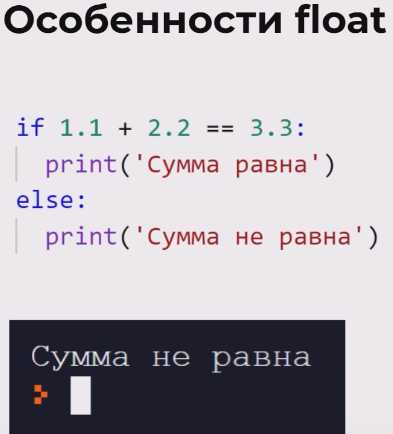 Особенности float
if 1.1 + 2.2 == 3.3:
print('Сумма равна')
else:
print('Сумма не равна')
Сумма не равна